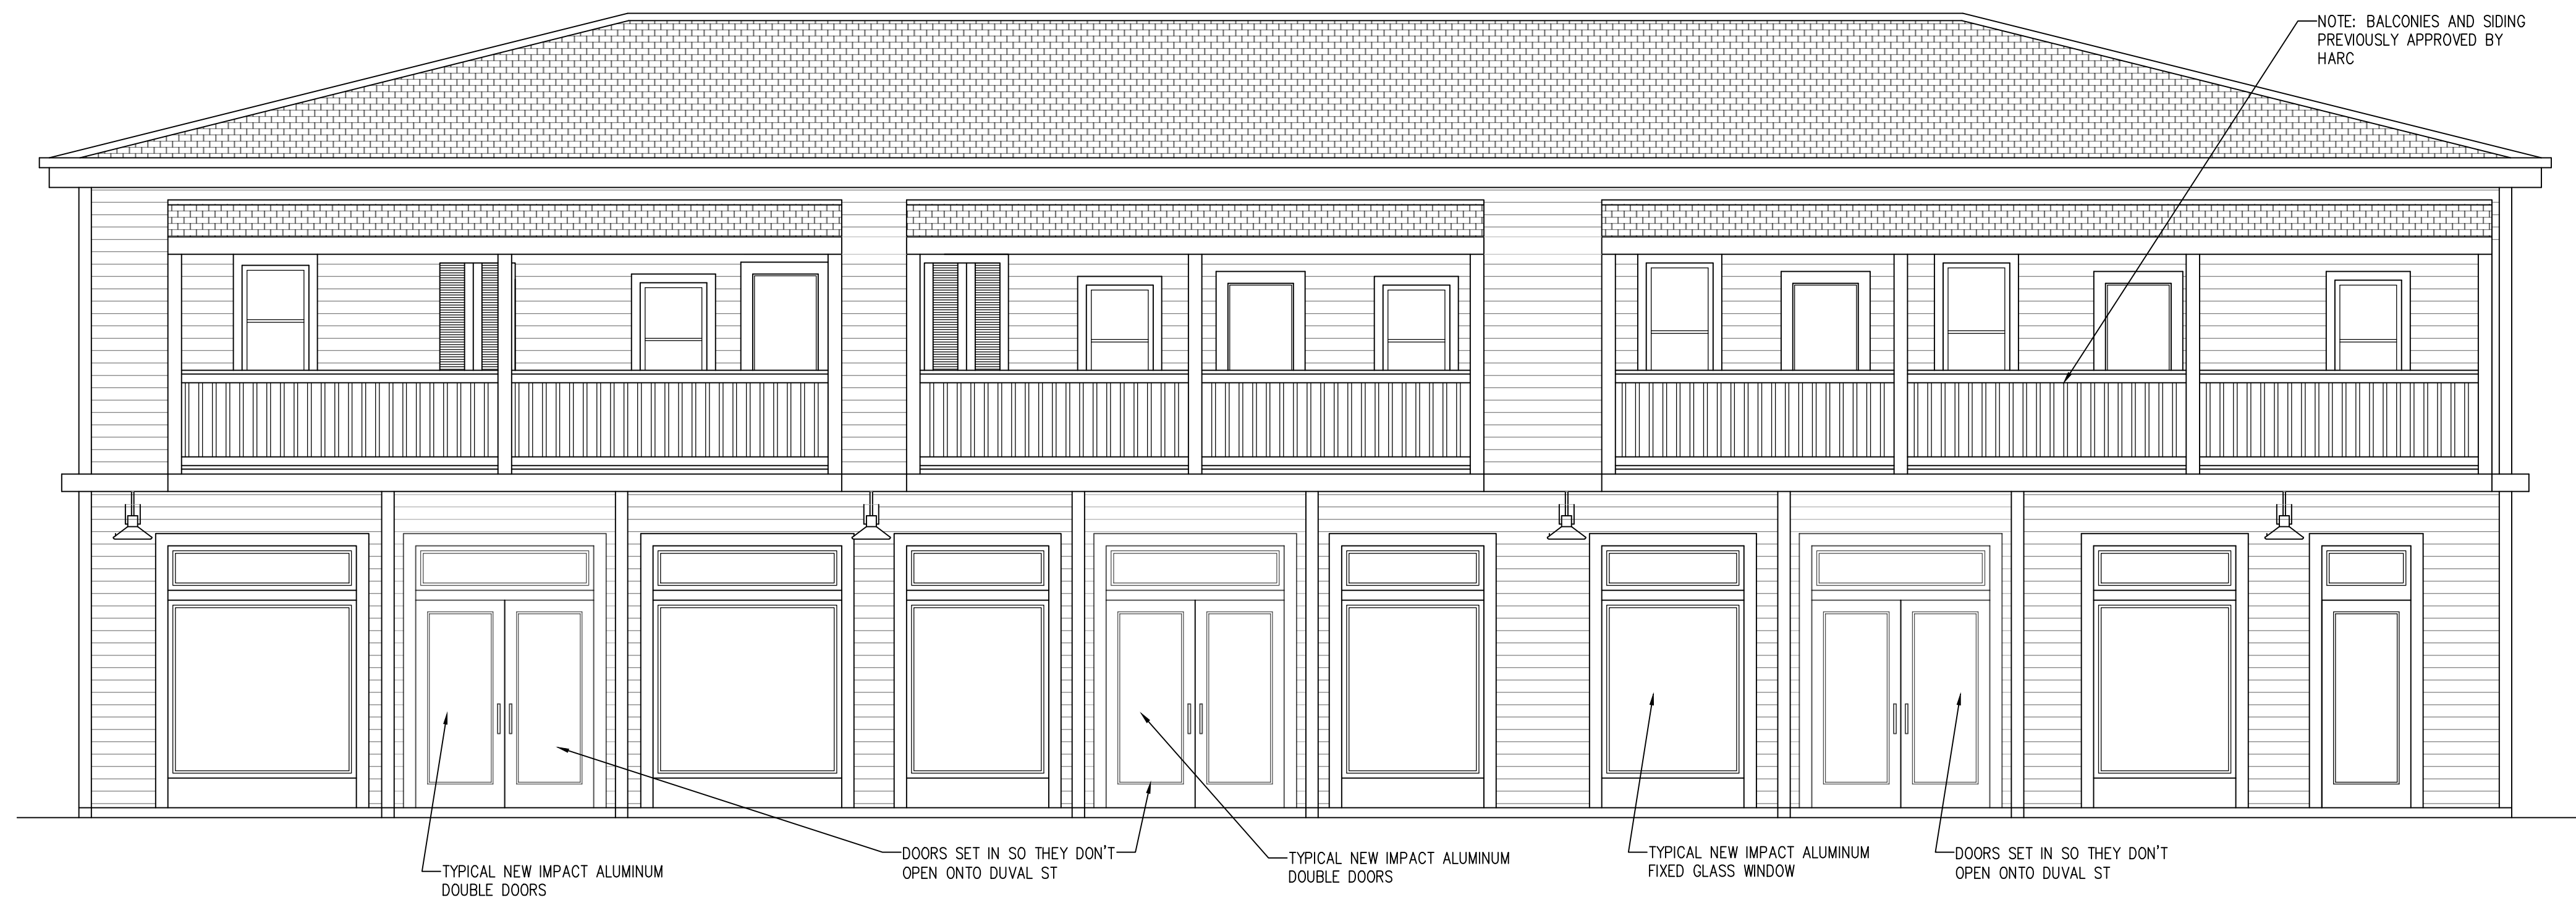 NOTE: BALCONIES AND SIDING
PREVIOUSLY APPROVED BY
HARC
TYPICAL NEW IMPACT ALUMINUM
DOUBLE DOORS
DOORS SET IN SO THEY DON'T
OPEN ONTO DUVAL ST
TYPICAL NEW IMPACT ALUMINUM
DOUBLE DOORS
TYPICAL NEW IMPACT ALUMINUM
FIXED GLASS WINDOW
DOORS SET IN SO THEY DON'T
OPEN ONTO DUVAL ST